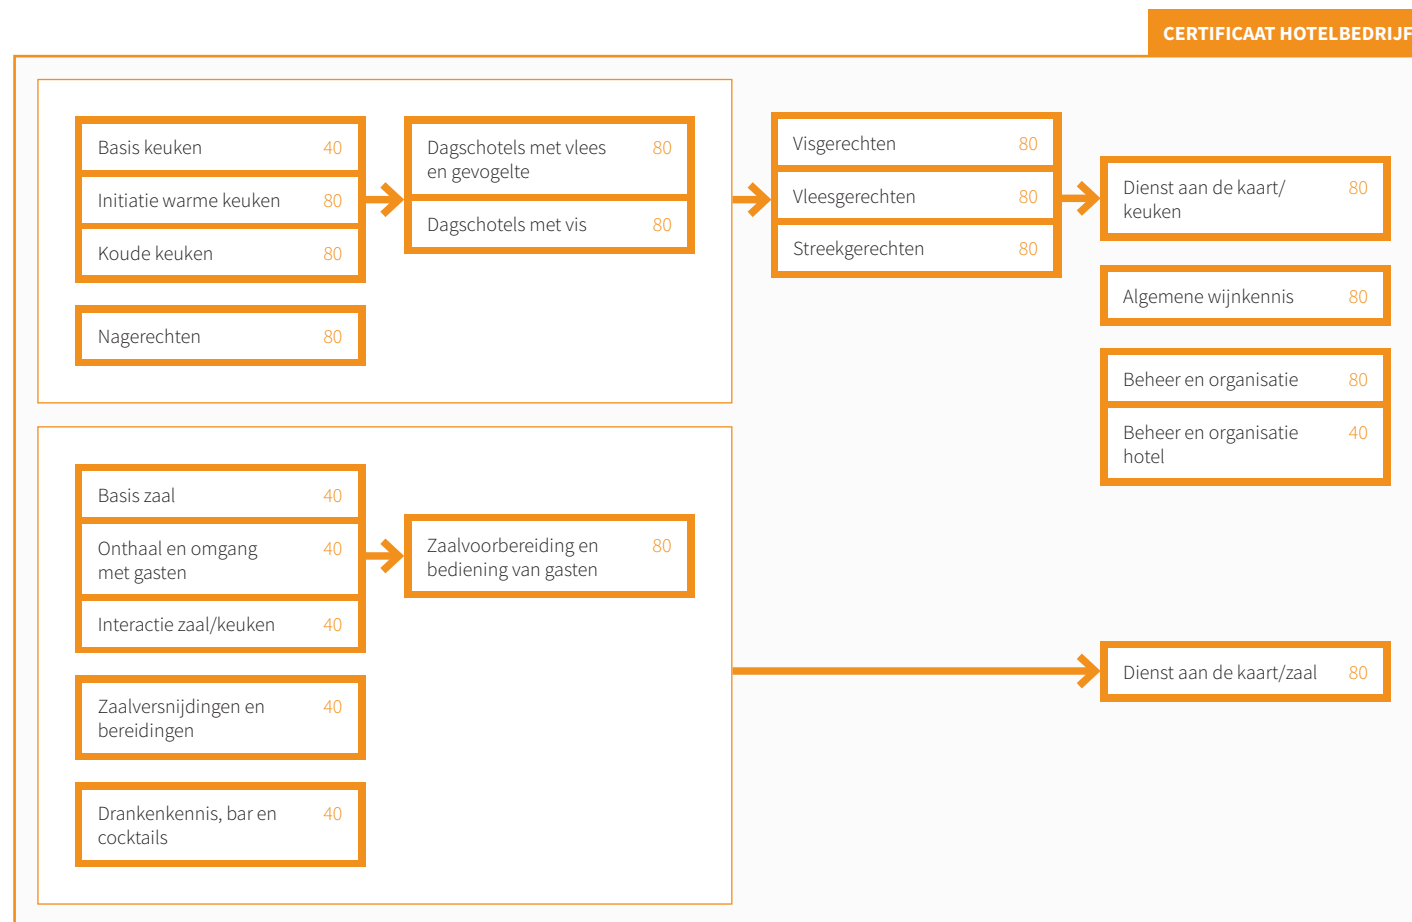 CERTIFICAAT HOTELBEDRIJF
Basis keuken 40
Initiatie warme keuken 80
Koude keuken 80
Nagerechten 80
Dagschotels met vlees 80
en gevogelte
Dagschotels met vis 80
Visgerechten 80
Vleesgerechten 80
Streekgerechten 80
Dienst aan de kaart/ 80
keuken
Algemene wijnkennis 80
Beheer en organisatie 80
Beheer en organisatie 40
hotel
Basis zaal 40
Onthaal en omgang 40
met gasten
Interactie zaal/keuken 40
Zaalversnijdingen en 40
bereidingen
Drankenkennis, bar en 40
cocktails
Zaalvoorbereiding en 80
bediening van gasten
Dienst aan de kaart/zaal 80